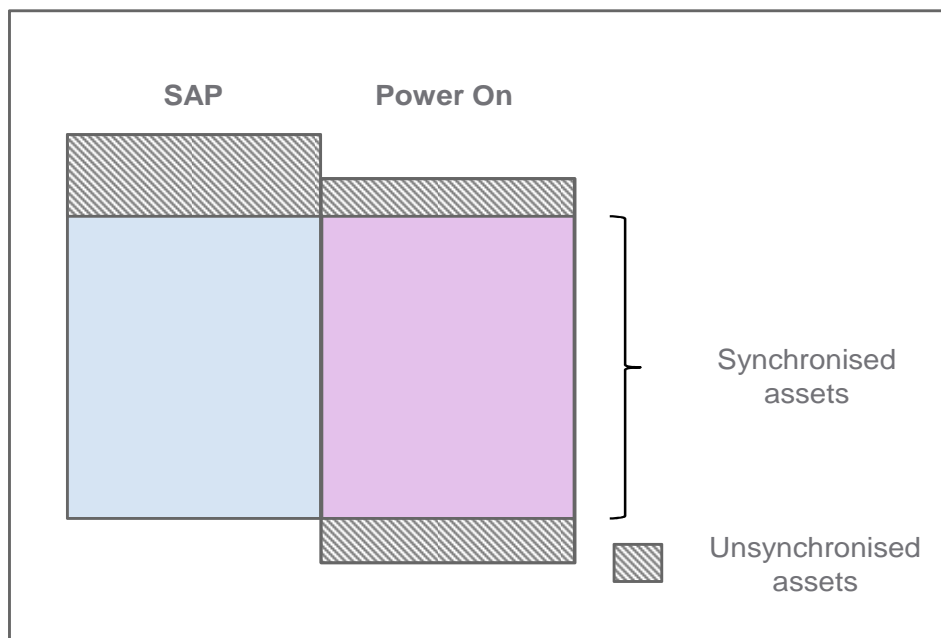 SAP
Power On
Synchronised
assets
Unsynchronised
assets